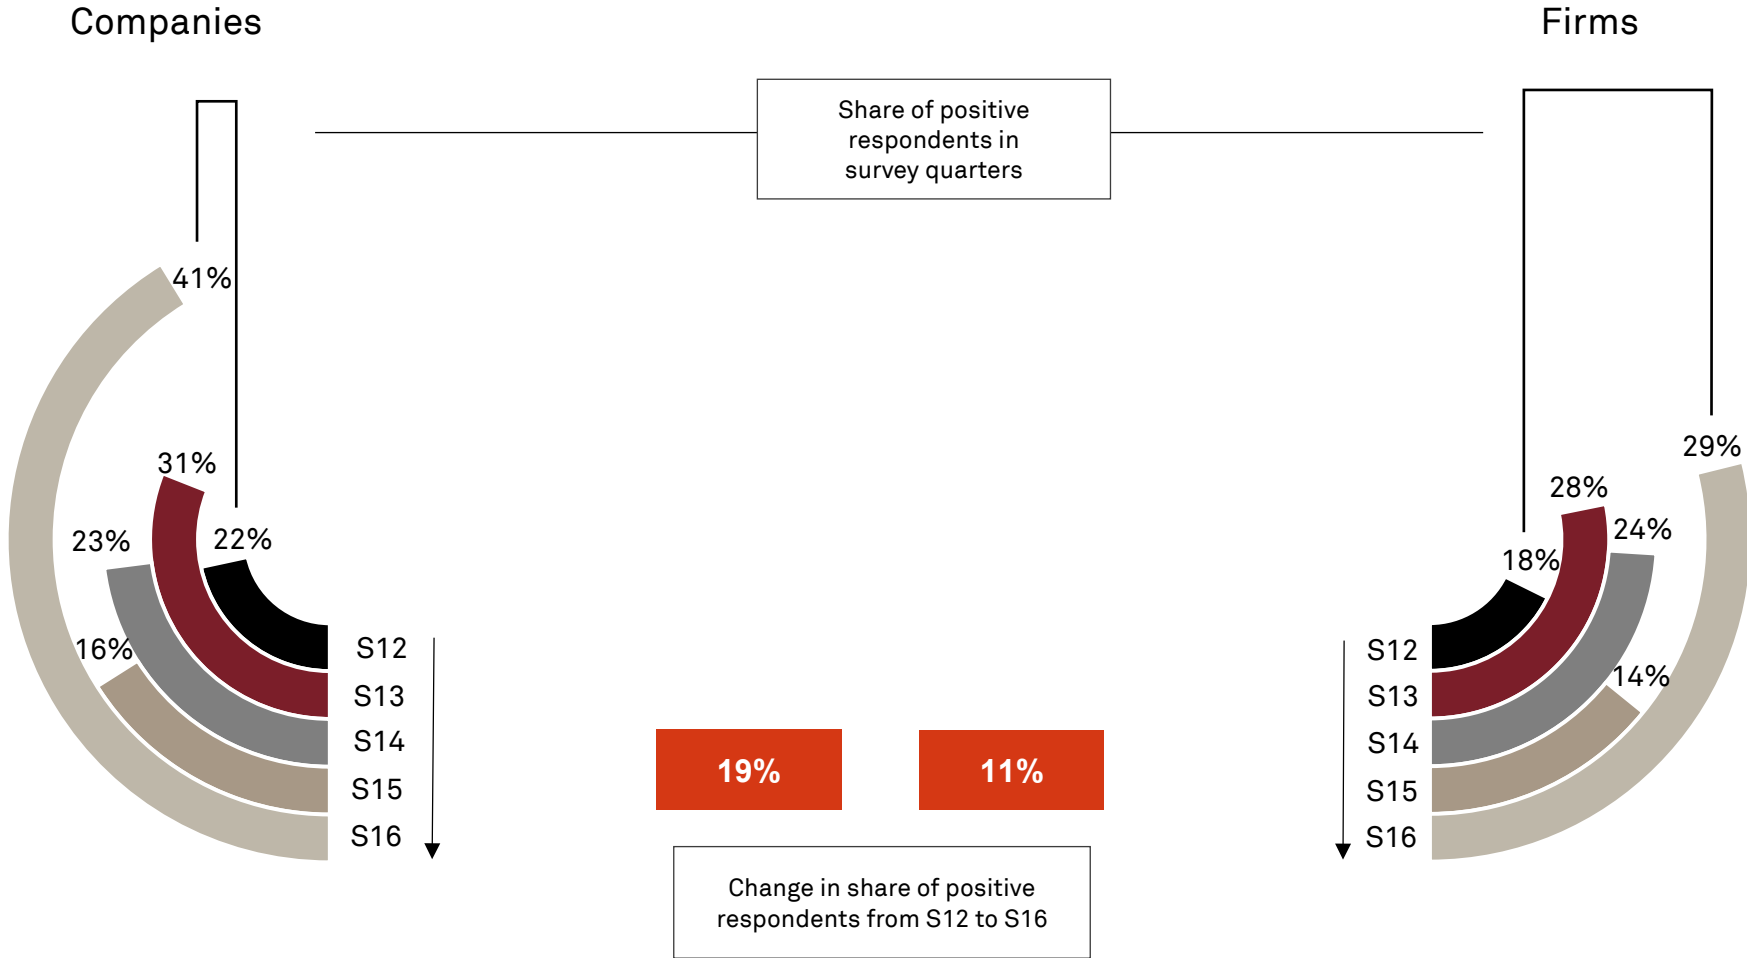 Companies
Firms
Share of positive
respondents in
survey quarters
41%
31%
23%
22%
16%
S12
S13
S14
S15
S16
29%
28%
24%
18%
14%
S12
S13
S14
S15
S16
19%
11%
Change in share of positive
respondents from S12 to S16